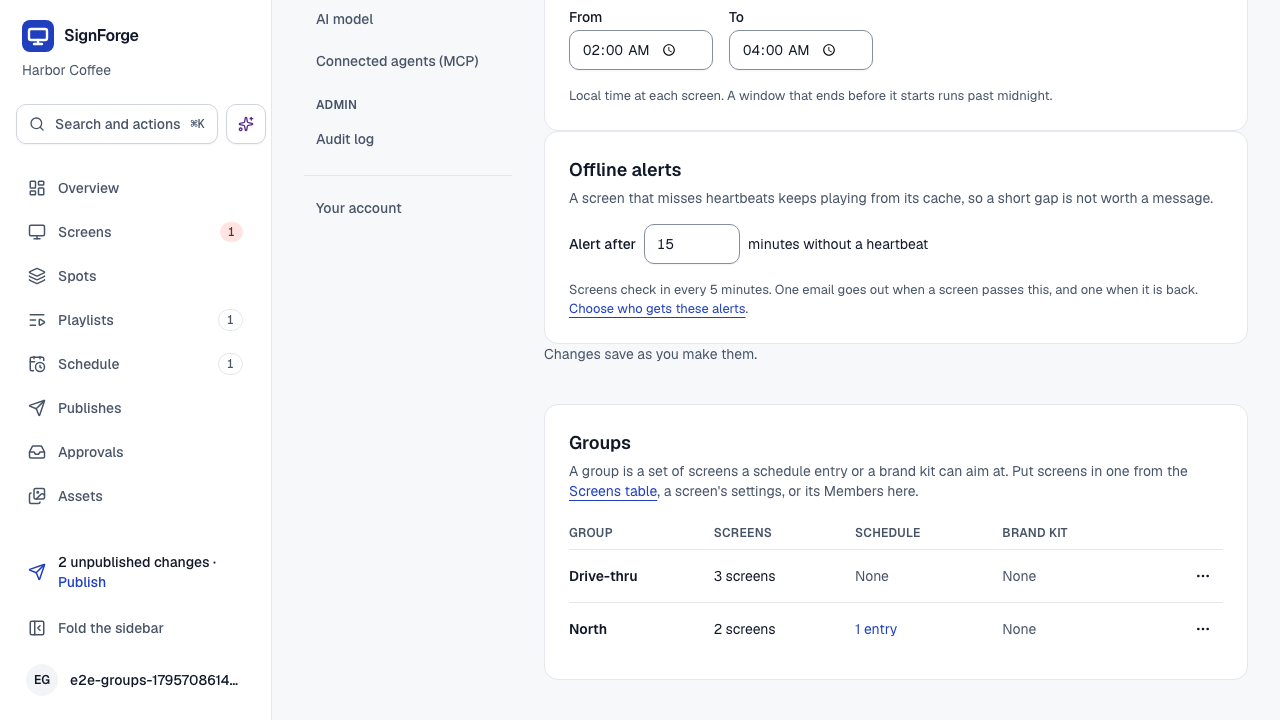 SignForge
Harbor Coffee
Search and actions ⌘K
Overview
Screens 1
Spots
Playlists 1
Schedule 1
Publishes
Approvals
Assets
2 unpublished changes ·
Publish
Fold the sidebar
EG e2e-groups-1795708614...
AI model
Connected agents (MCP)
ADMIN
Audit log
Your account
From To
02:00 AM 04:00 AM
Local time at each screen. A window that ends before it starts runs past midnight.
Offline alerts
A screen that misses heartbeats keeps playing from its cache, so a short gap is not worth a message.
Alert after 15 minutes without a heartbeat
Screens check in every 5 minutes. One email goes out when a screen passes this, and one when it is back.
Choose who gets these alerts.
Changes save as you make them.
Groups
A group is a set of screens a schedule entry or a brand kit can aim at. Put screens in one from the
Screens table, a screen's settings, or its Members here.
GROUP SCREENS SCHEDULE BRAND KIT
Drive-thru 3 screens None None
North 2 screens 1 entry None